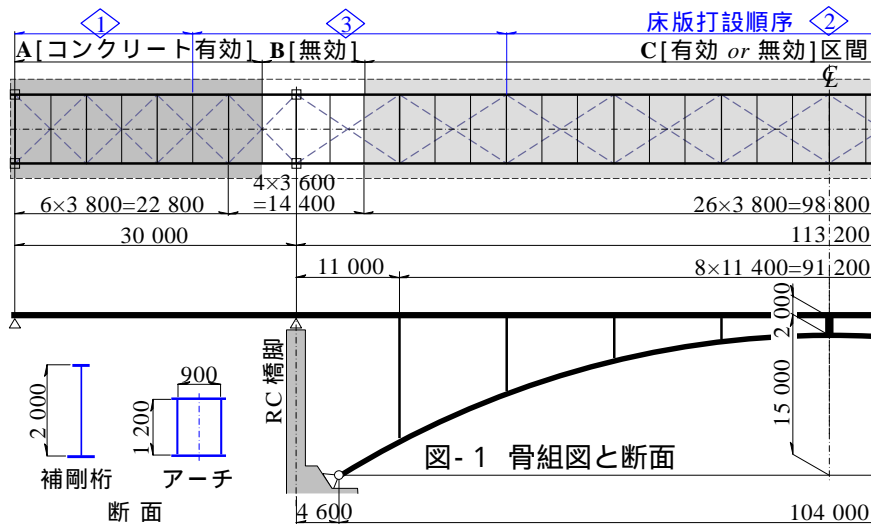 1
3
床版打設順序
2
A[コンクリート有効]
B[無効]
C[有効 or 無効]区間
℄
6×3 800=22 800
4×3 600
=14 400
26×3 800=98 800
30 000
113 200
11 000
8×11 400=91 200
2 000
15 000
2 000
補剛桁
900
1 200
アーチ
断 面
RC 橋脚
図-1 骨組図と断面
4 600
104 000